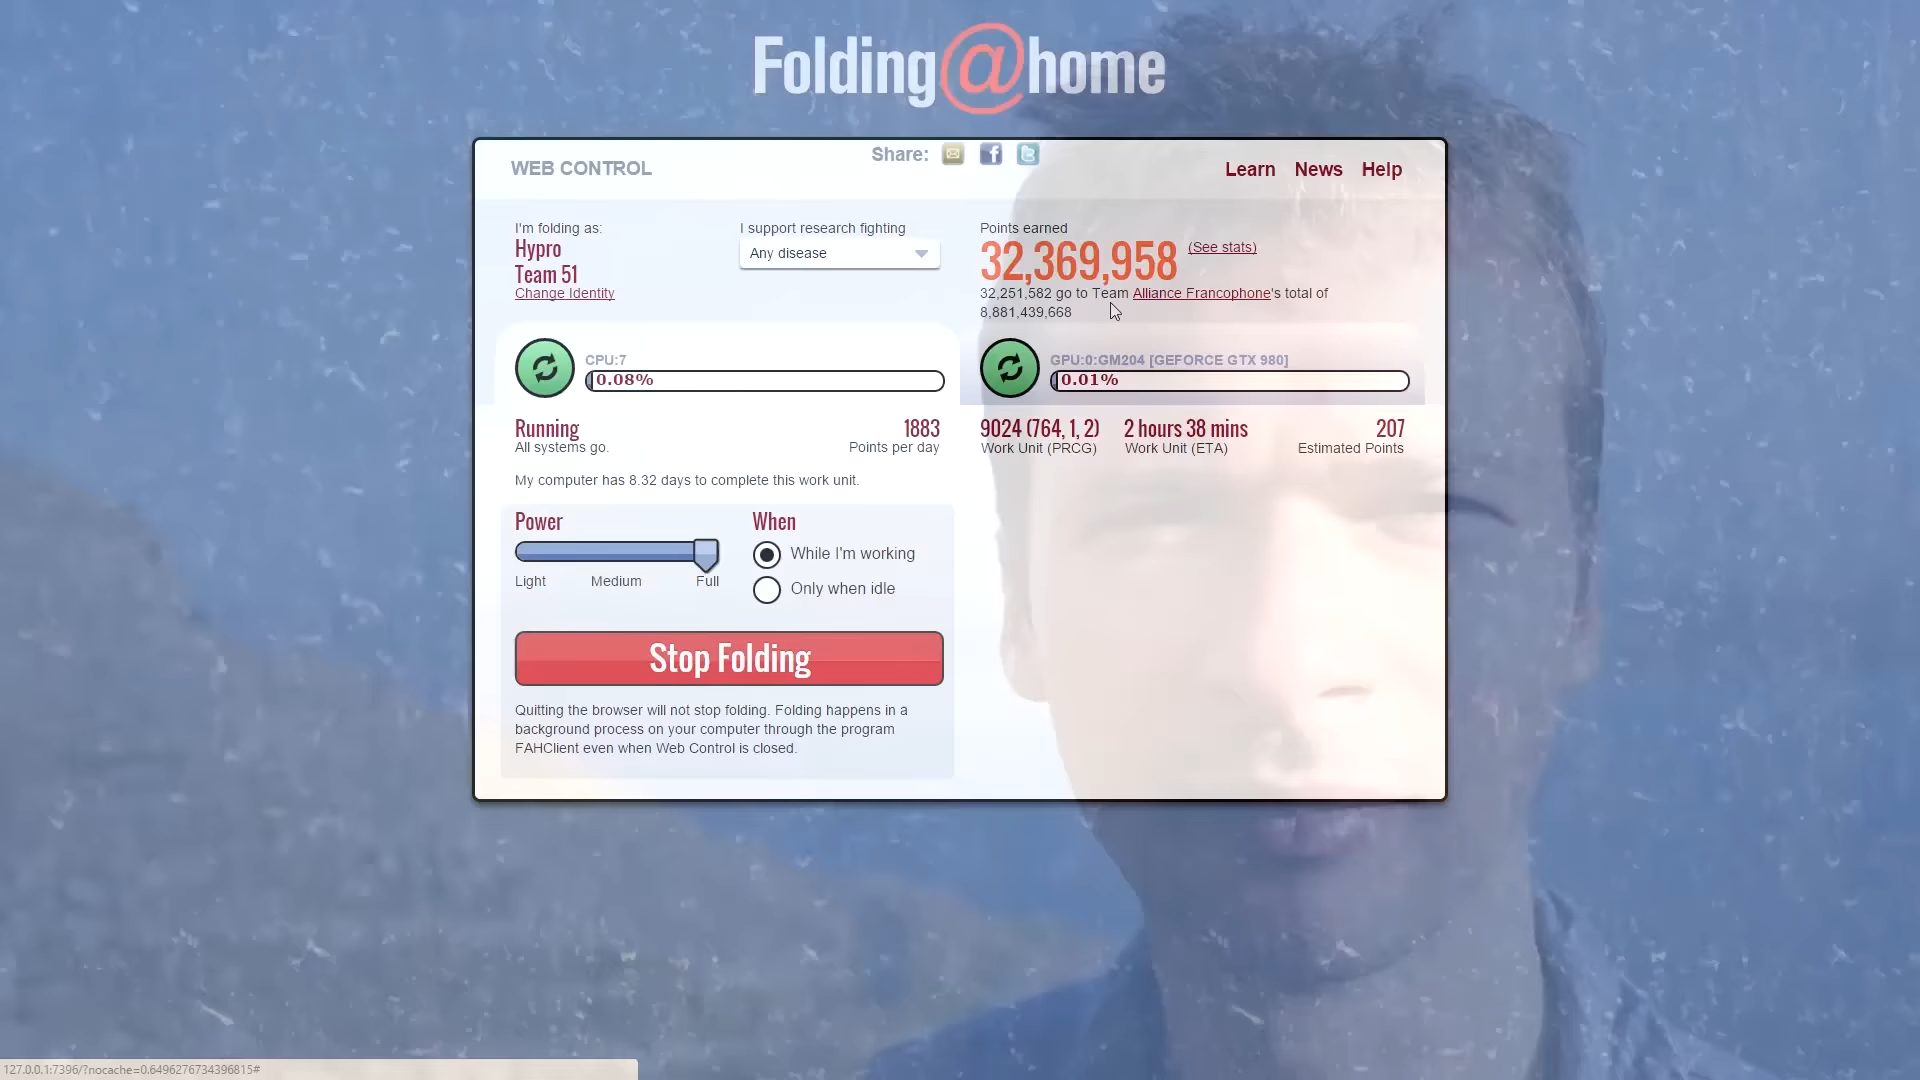 Folding@home
WEB CONTROL
Share:
Learn News Help
I'm folding as:
Hypro
Team 51
Change Identity
I support research fighting
Any disease
Points earned
32,369,958 (See stats)
32,251,582 go to Team Alliance Francophone's total of
8,881,439,668
CPU:7
0.08%
GPU:0:GM204 [GEFORCE GTX 980]
0.01%
Running
All systems go.
1883
Points per day
9024 (764, 1, 2)
Work Unit (PRCG)
2 hours 38 mins
Work Unit (ETA)
207
Estimated Points
My computer has 8.32 days to complete this work unit.
Power
Light Medium Full
When
While I'm working
Only when idle
Stop Folding
Quitting the browser will not stop folding. Folding happens in a
background process on your computer through the program
FAHClient even when Web Control is closed.
127.0.0.1:7396/?nocache=0.6496276734396815#